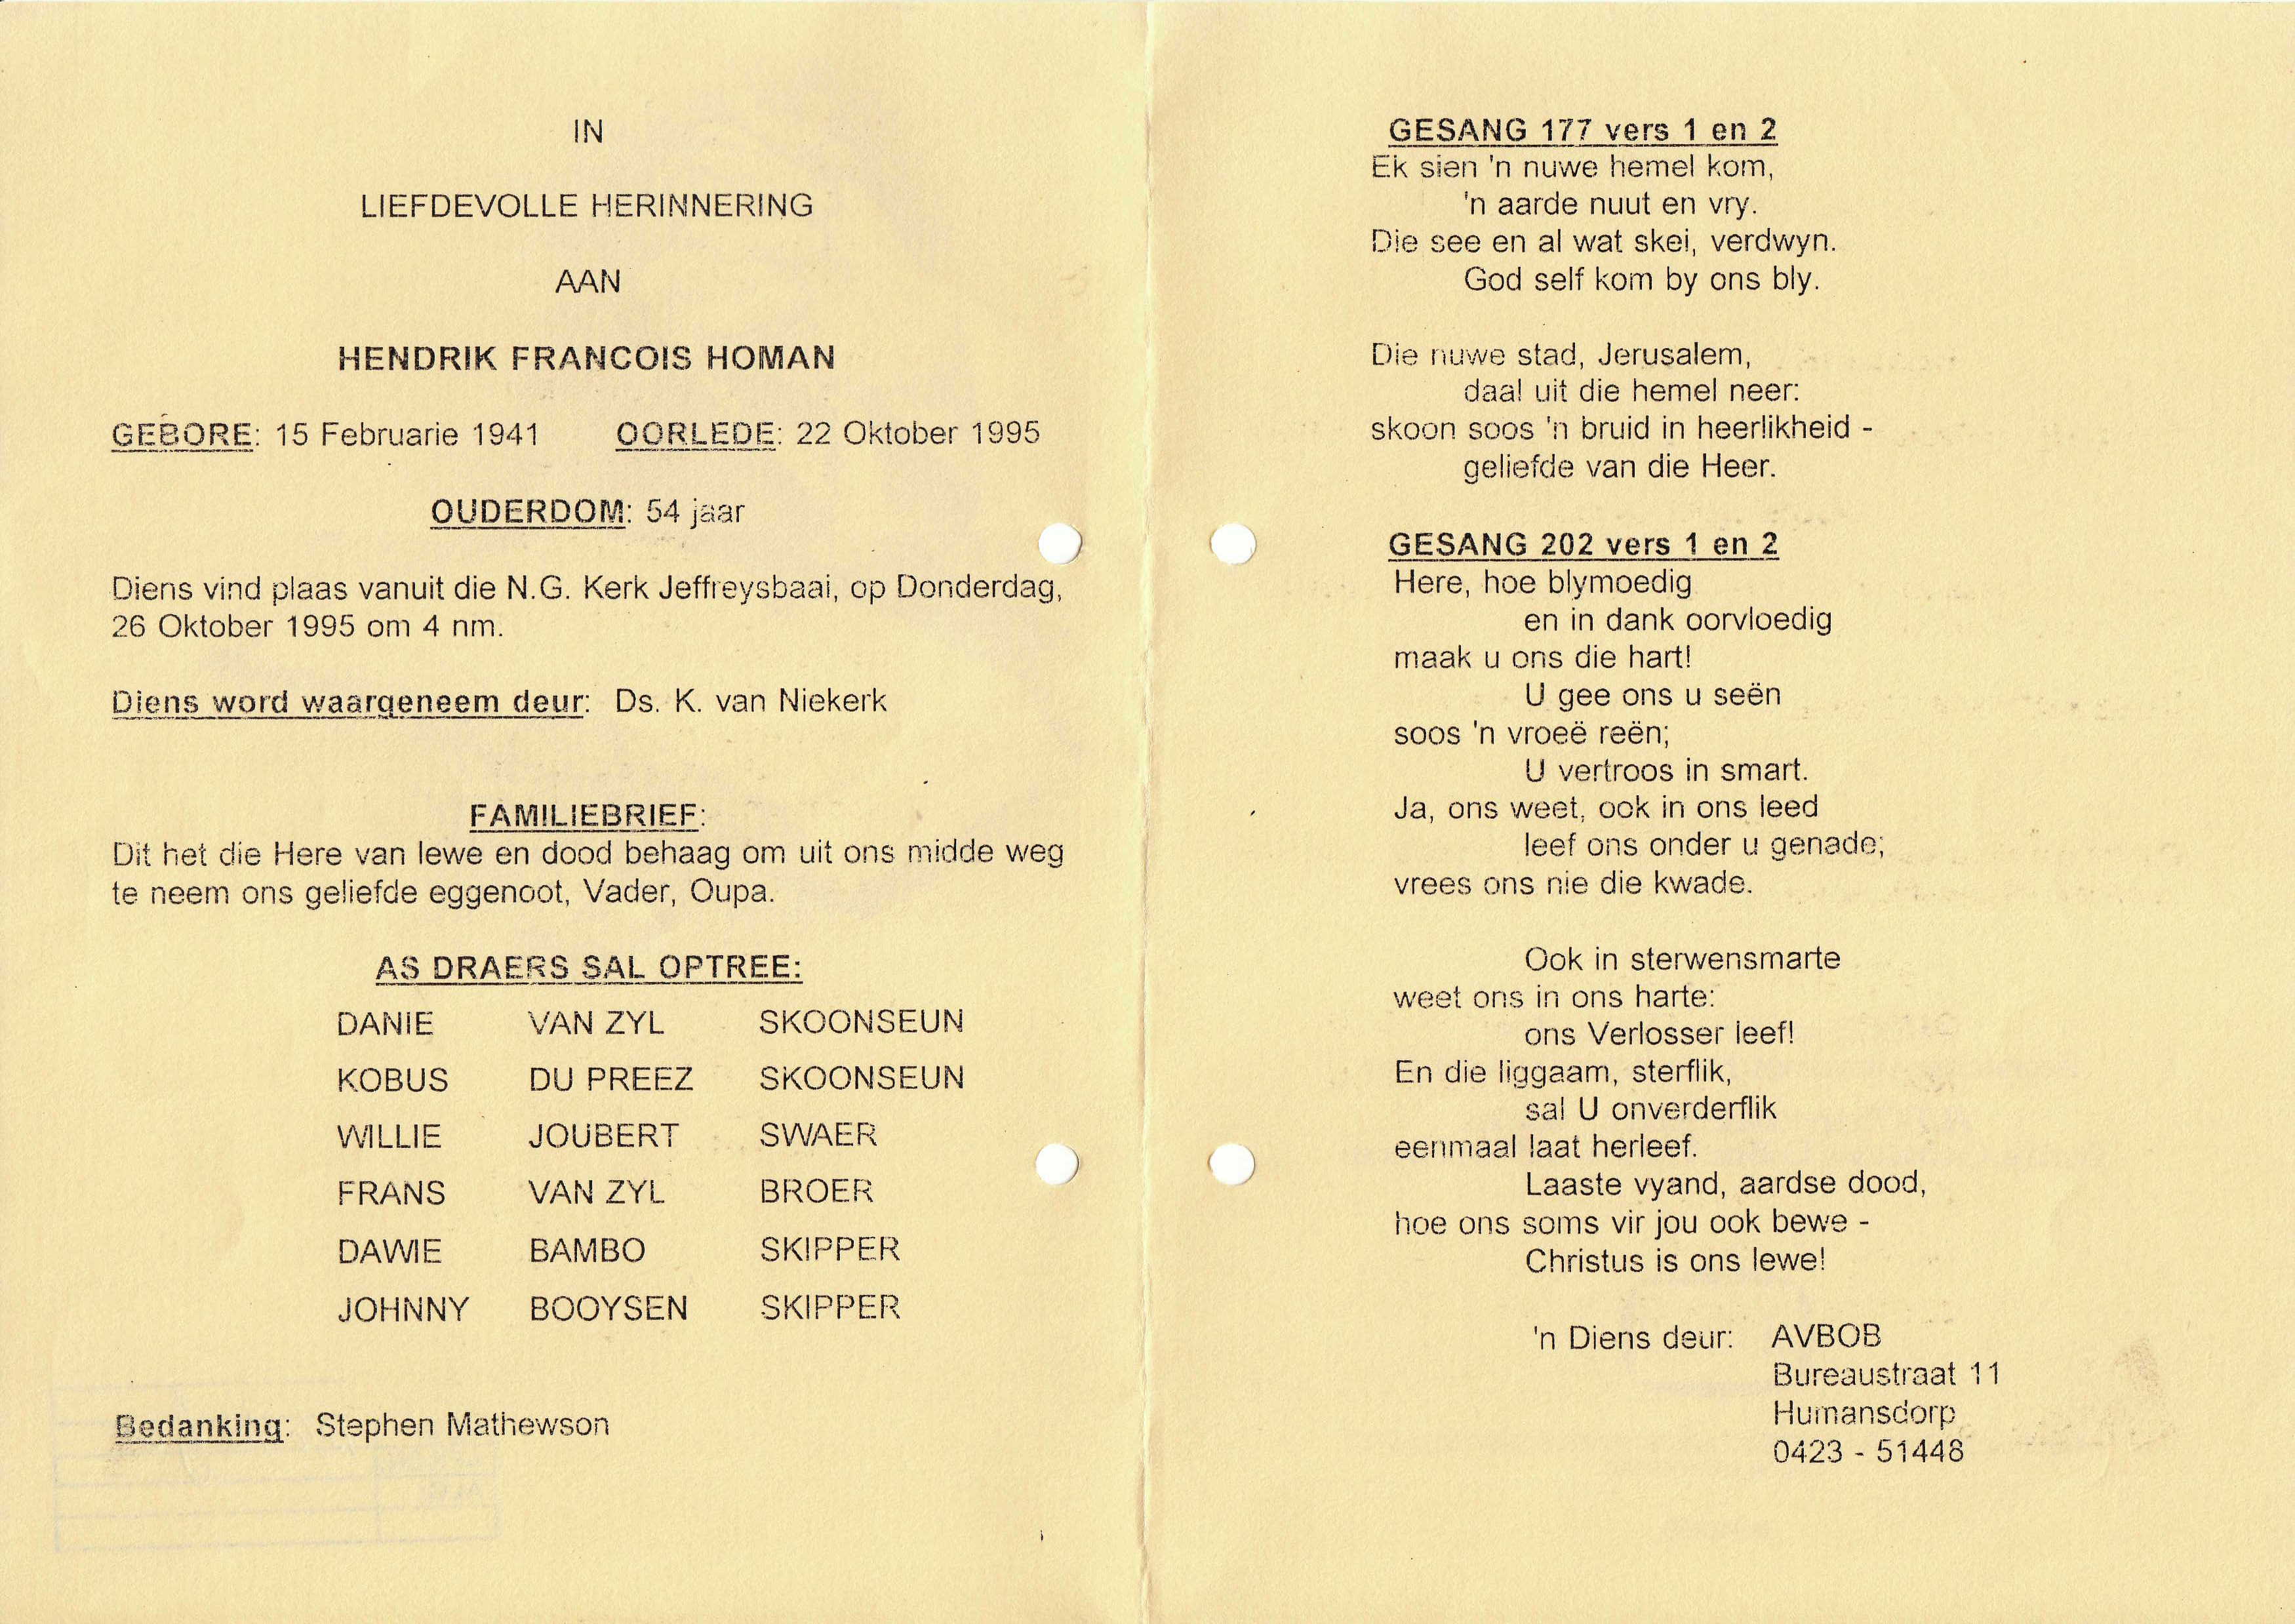 IN
LIEFDEVOLLE HERINNERING
AAN
HENDRIK FRANCOIS HOMAN
GEBORE: 15 Februarie 1941 OORLEDE: 22 Oktober 1995
OUDERDOM: 54 jaar
Diens vind plaas vanuit die N.G. Kerk Jeffreysbaai, op Donderdag,
26 Oktober 1995 om 4 nm.
Diens word waargeneem deur: Ds. K. van Niekerk
FAMILIEBRIEF:
Dit het die Here van lewe en dood behaag om uit ons midde weg
te neem ons geliefde eggenoot, Vader, Oupa.
AS DRAERS SAL OPTREE:
DANIE VAN ZYL SKOONSEUN
KOBUS DU PREEZ SKOONSEUN
WILLIE JOUBERT SWAER
FRANS VAN ZYL BROER
DAWIE BAMBO SKIPPER
JOHNNY BOOYSEN SKIPPER
Bedanking: Stephen Mathewson
GESANG 177 vers 1 en 2
Ek sien 'n nuwe hemel kom,
'n aarde nuut en vry.
Die see en al wat skei, verdwyn.
God self kom by ons bly.
Die nuwe stad, Jerusalem,
daal uit die hemel neer:
skoon soos 'n bruid in heerlikheid -
geliefde van die Heer.
GESANG 202 vers 1 en 2
Here, hoe blymoedig
en in dank oorvloedig
maak u ons die hart!
U gee ons u seën
soos 'n vroeë reën;
U vertroos in smart.
Ja, ons weet, ook in ons leed
leef ons onder u genade;
vrees ons nie die kwade.
Ook in sterwensmarte
weet ons in ons harte:
ons Verlosser leef!
En die liggaam, sterflik,
sal U onverderflik
eenmaal laat herleef.
Laaste vyand, aardse dood,
hoe ons soms vir jou ook bewe -
Christus is ons lewe!
'n Diens deur: AVBOB
Bureaustraat 11
Humansdorp
0423 - 51448